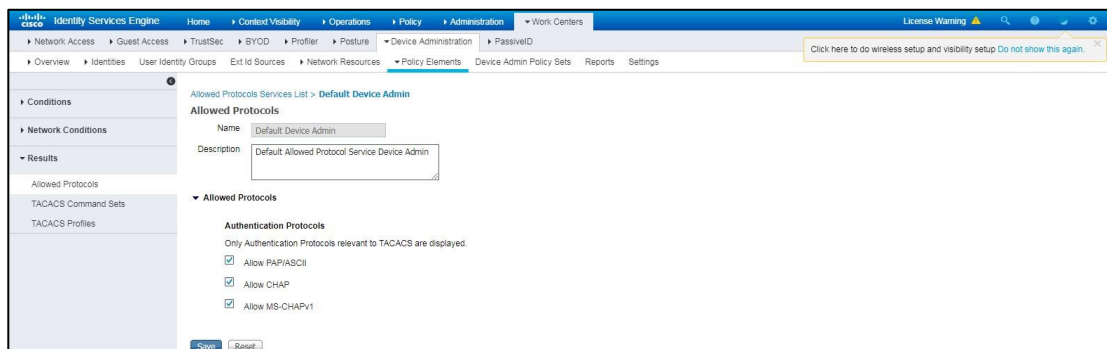 cisco Identity Services Engine Home Context Visibility Operations Policy Administration Work Centers License Warning
Network Access Guest Access TrustSec BYOD Profiler Posture Device Administration PassiveID
Click here to do wireless setup and visibility setup Do not show this again.
Overview Identities User Identity Groups Ext Id Sources Network Resources Policy Elements Device Admin Policy Sets Reports Settings
Conditions
Network Conditions
Results
Allowed Protocols
TACACS Command Sets
TACACS Profiles
Allowed Protocols Services List > Default Device Admin
Allowed Protocols
Name Default Device Admin
Description Default Allowed Protocol Service Device Admin
Allowed Protocols
Authentication Protocols
Only Authentication Protocols relevant to TACACS are displayed.
Allow PAP/ASCII
Allow CHAP
Allow MS-CHAPv1
Save Reset